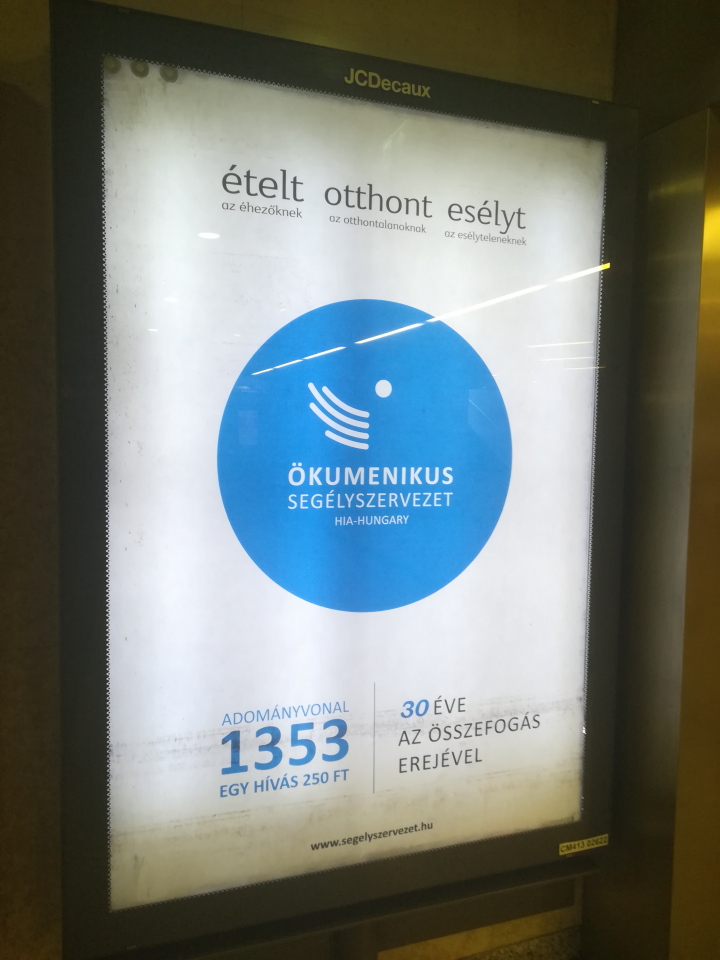 JCDecaux
ételt otthont esélyt
az éhezőknek az otthontalanoknak az esélyteleneknek
ÖKUMENIKUS
SEGÉLYSZERVEZET
HIA-HUNGARY
ADOMÁNYVONAL
1353
EGY HÍVÁS 250 FT
30 ÉVE
AZ ÖSSZEFOGÁS
EREJÉVEL
www.segelyszervezet.hu